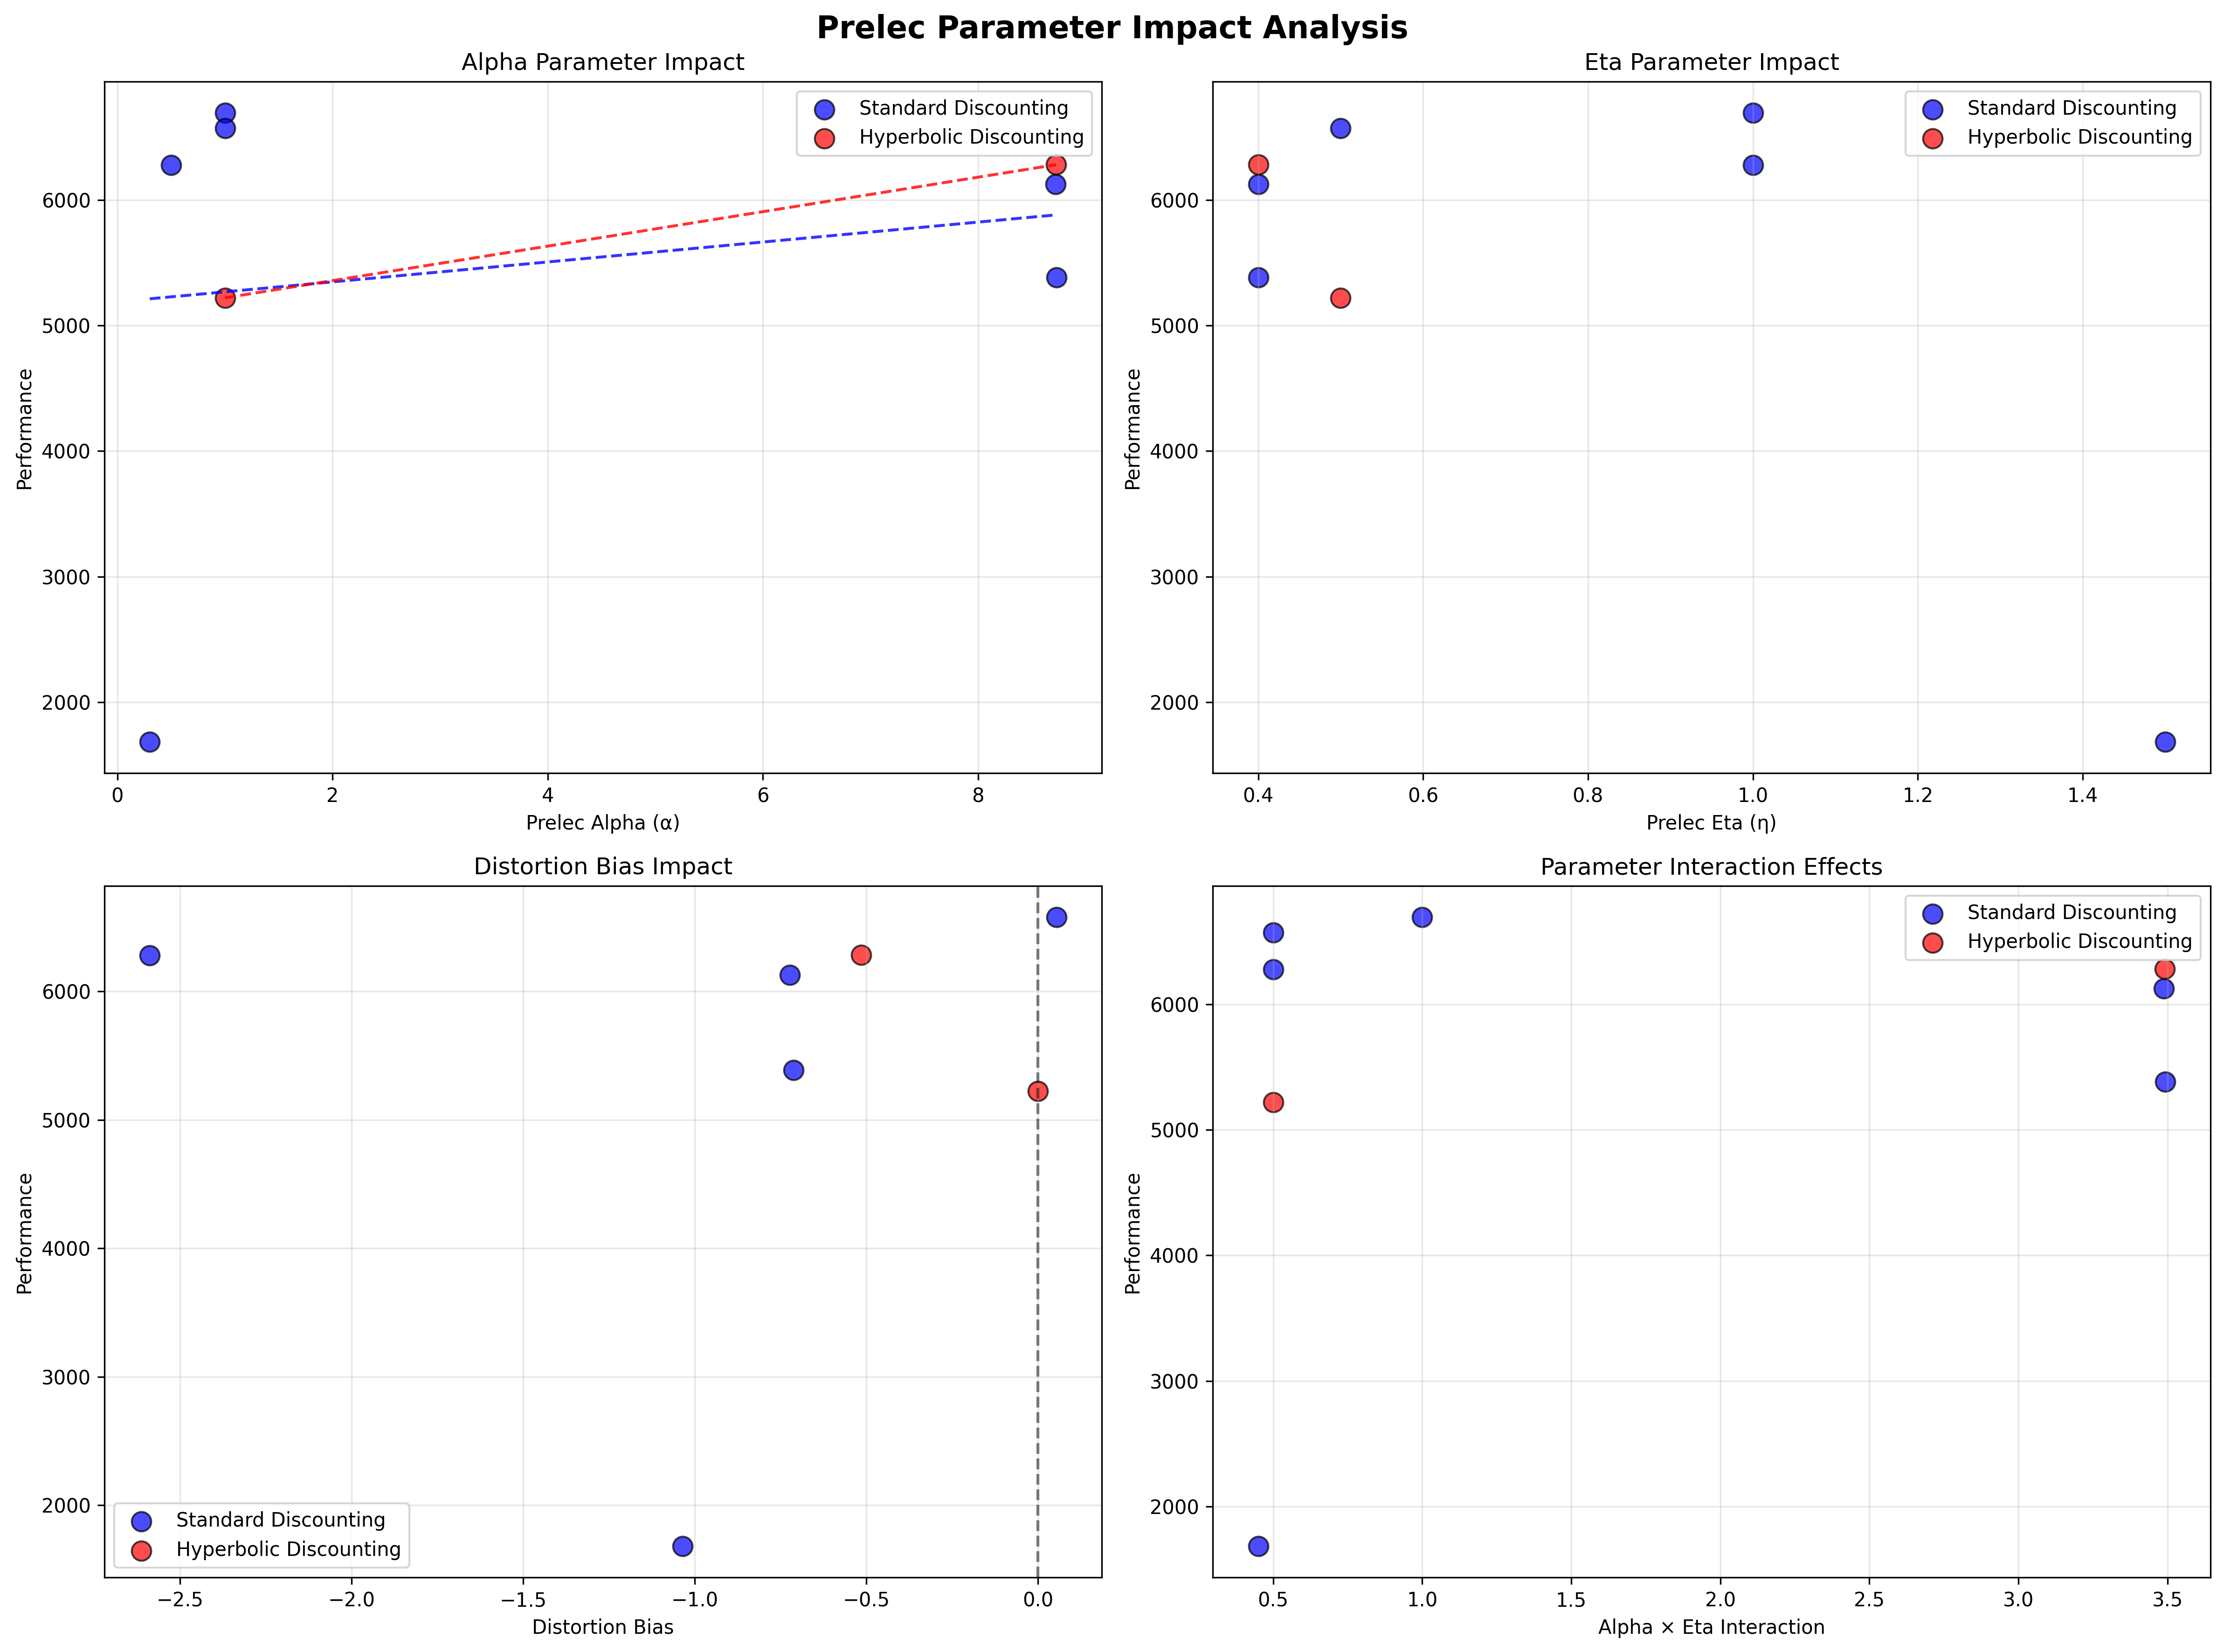 Prelec Parameter Impact Analysis
Alpha Parameter Impact
Standard Discounting
Hyperbolic Discounting
Performance
6000
5000
4000
3000
2000
0
2
4
6
8
Prelec Alpha (α)
Eta Parameter Impact
Standard Discounting
Hyperbolic Discounting
Performance
6000
5000
4000
3000
2000
0.4
0.6
0.8
1.0
1.2
1.4
Prelec Eta (η)
Distortion Bias Impact
Performance
6000
5000
4000
3000
2000
Standard Discounting
Hyperbolic Discounting
−2.5
−2.0
−1.5
−1.0
−0.5
0.0
Distortion Bias
Parameter Interaction Effects
Standard Discounting
Hyperbolic Discounting
Performance
6000
5000
4000
3000
2000
0.5
1.0
1.5
2.0
2.5
3.0
3.5
Alpha × Eta Interaction